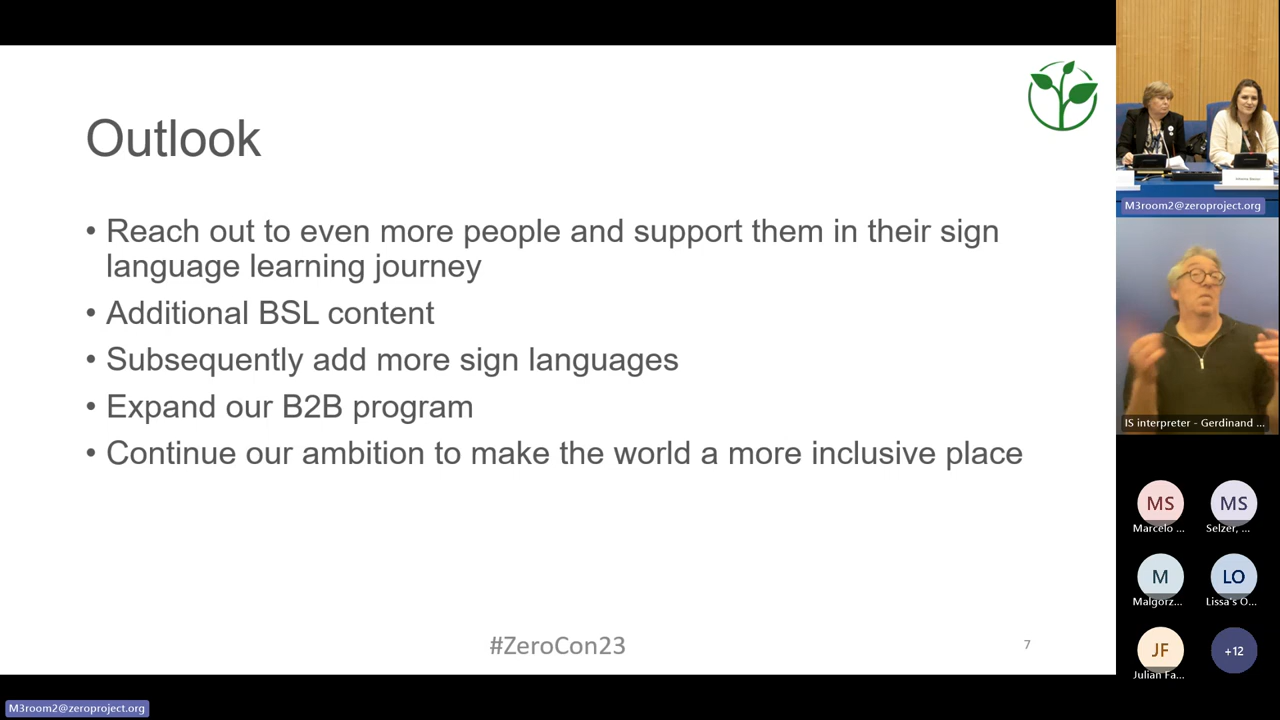 Outlook
• Reach out to even more people and support them in their sign
language learning journey
• Additional BSL content
• Subsequently add more sign languages
• Expand our B2B program
• Continue our ambition to make the world a more inclusive place
#ZeroCon23
7
M3room2@zeroproject.org
M3room2@zeroproject.org
IS interpreter - Gerdinand ...
MS
Marcelo ...
MS
Selzer, ...
M
Malgorz...
LO
Lissa's O...
JF
Julian Fa...
+12